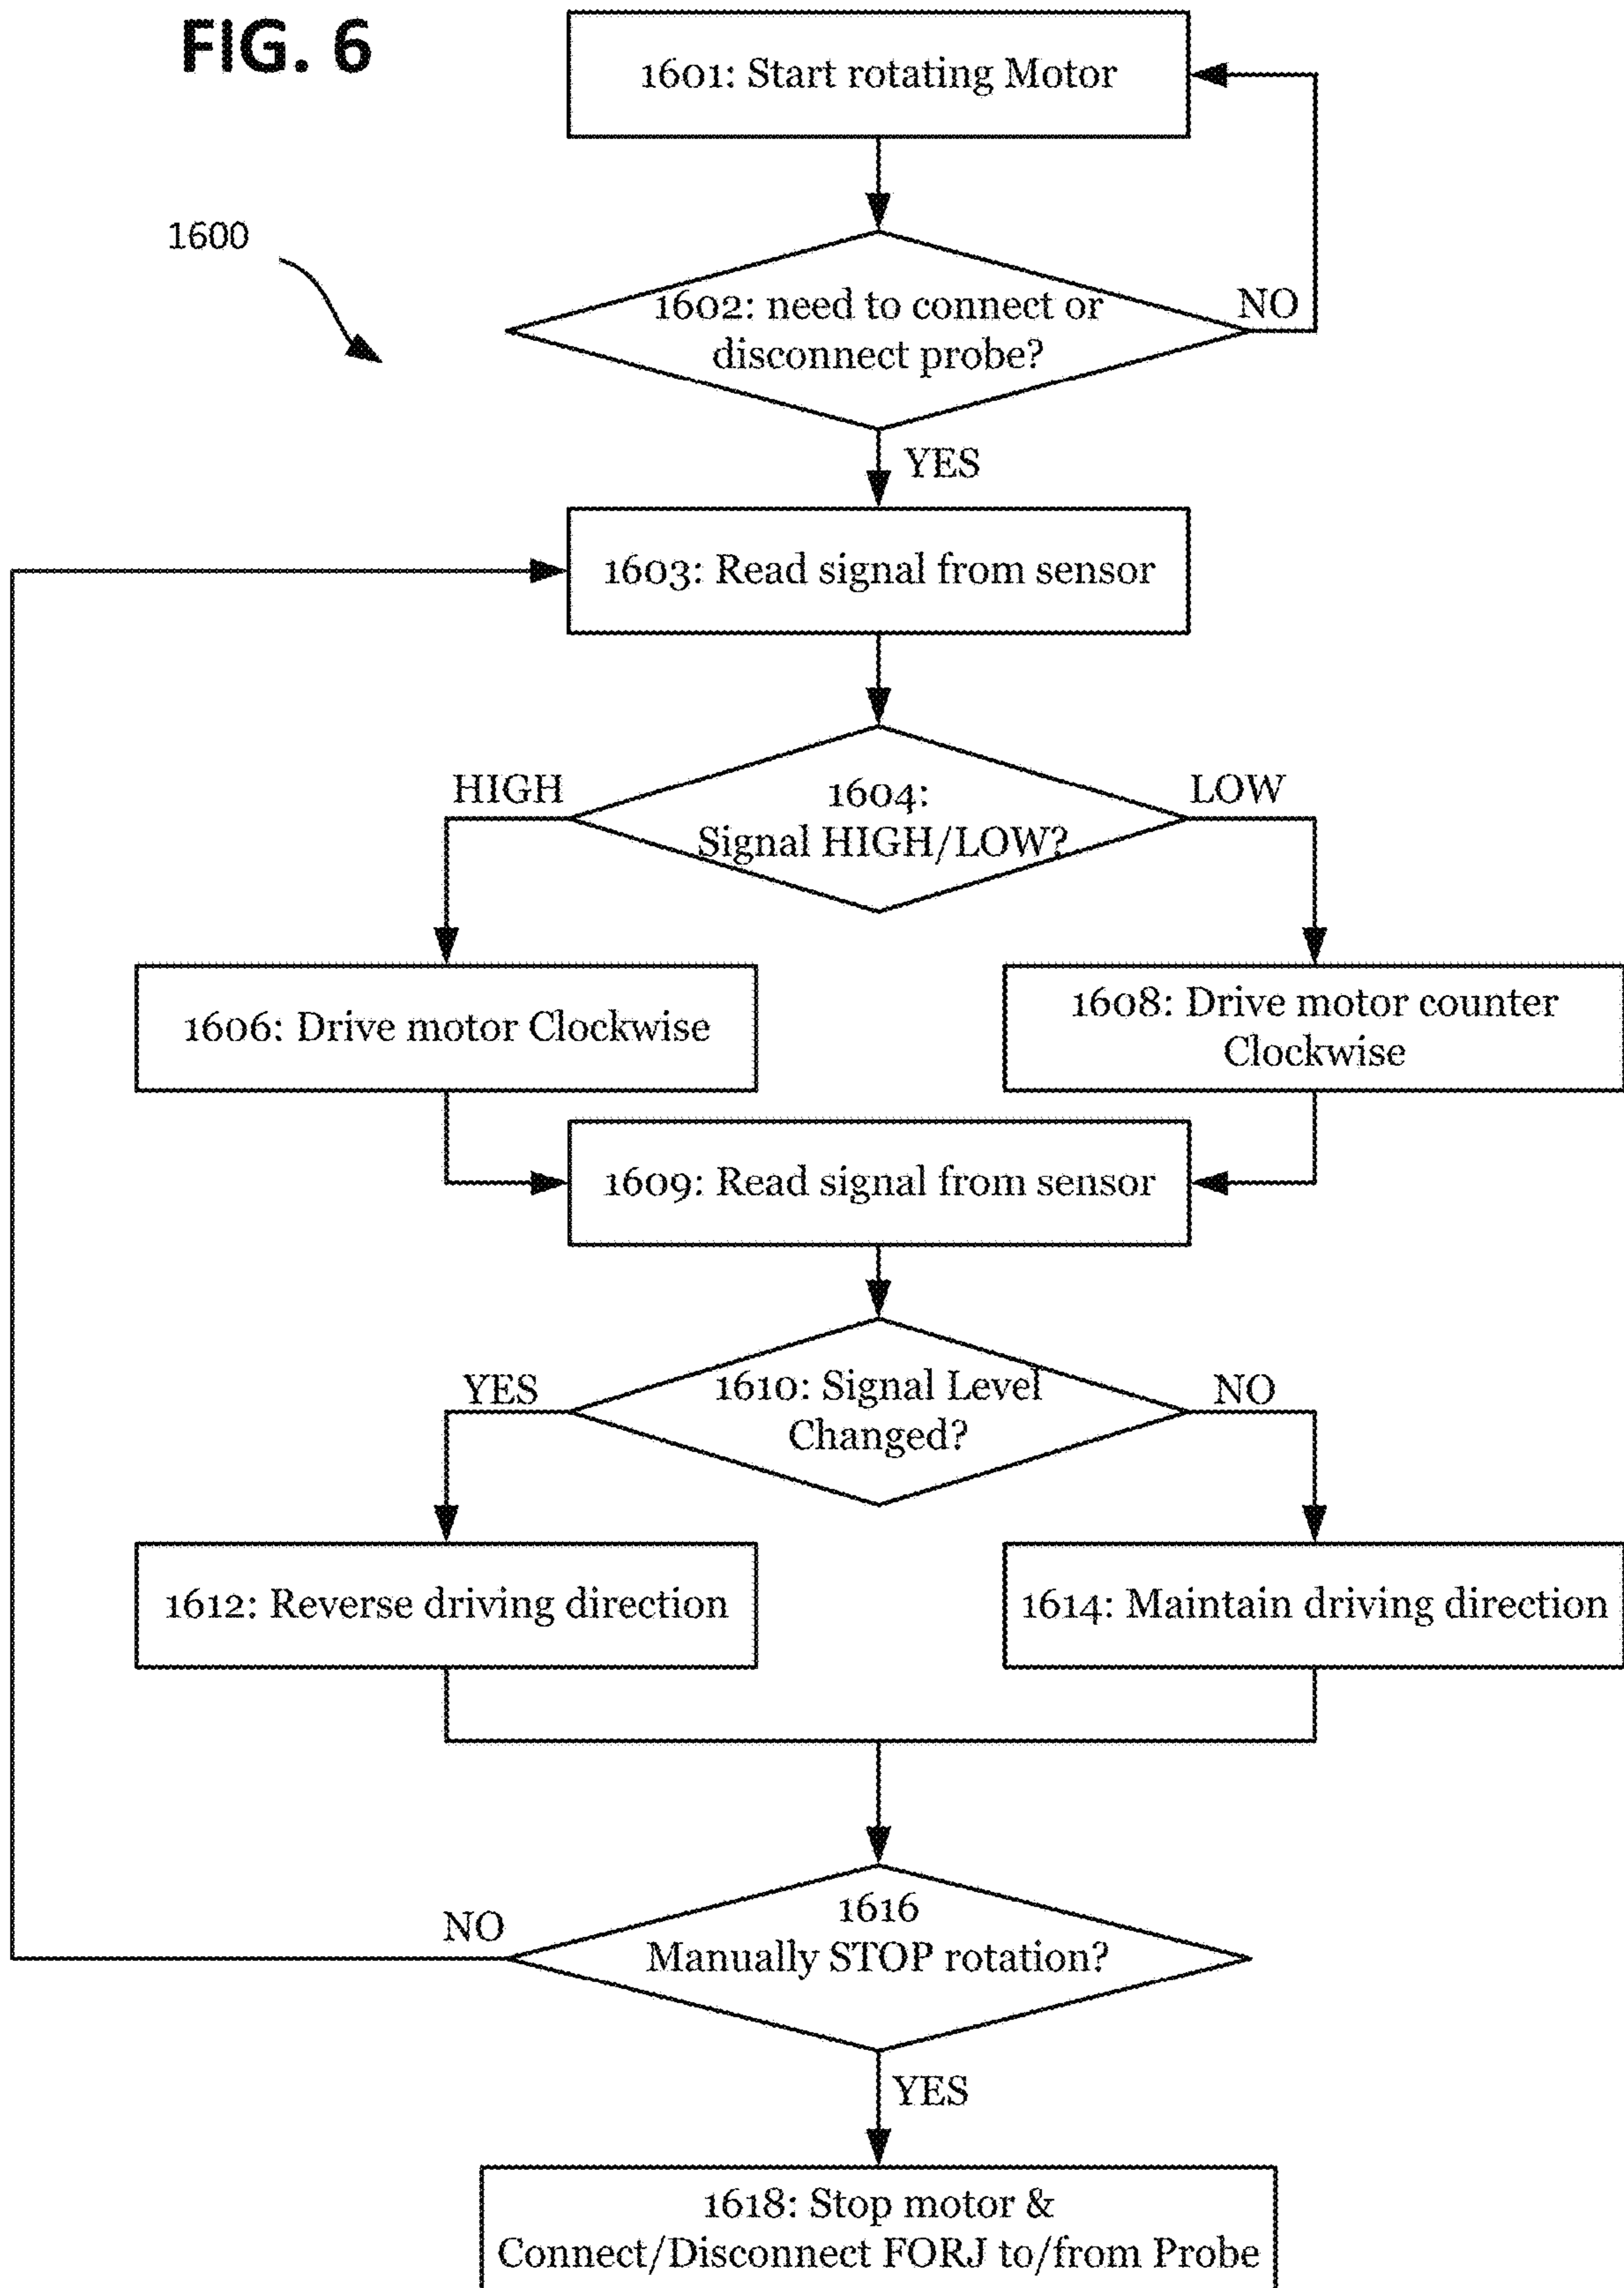 FIG. 6
1601: Start rotating Motor
1600
1602: need to connect or
disconnect probe?
NO
YES
1603: Read signal from sensor
HIGH
1604:
Signal HIGH/LOW?
LOW
1606: Drive motor Clockwise
1608: Drive motor counter
Clockwise
1609: Read signal from sensor
YES
1610: Signal Level
Changed?
NO
1612: Reverse driving direction
1614: Maintain driving direction
NO
1616
Manually STOP rotation?
YES
1618: Stop motor &
Connect/Disconnect FORJ to/from Probe